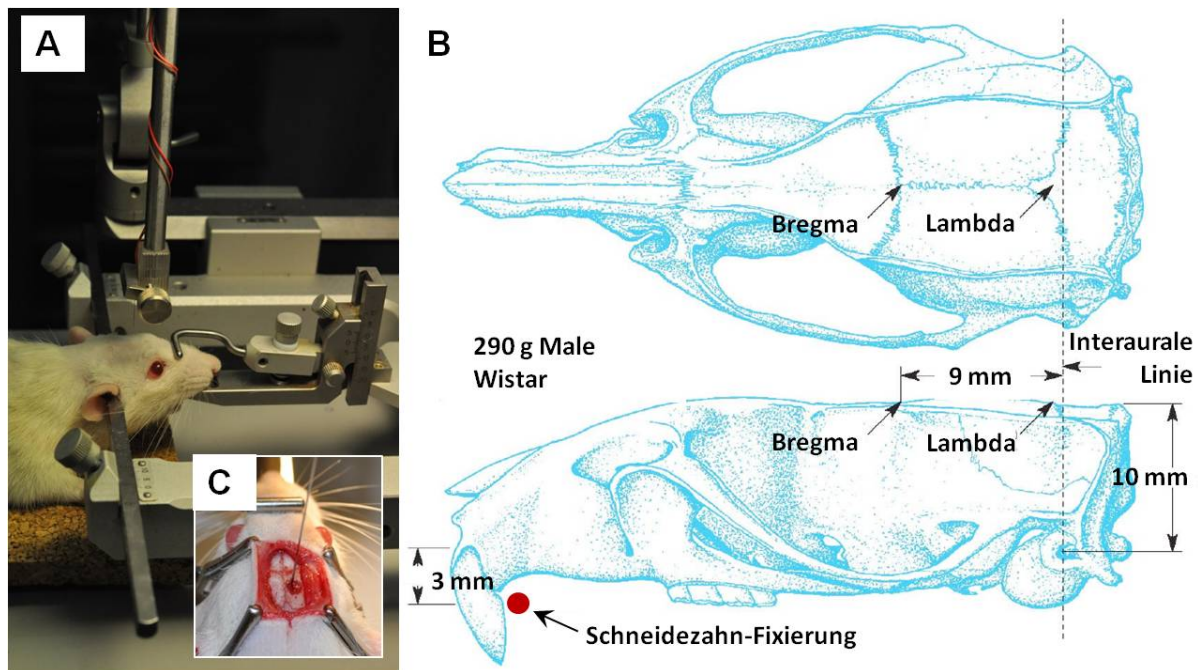 A
B
Bregma
Lambda
290 g Male
Wistar
Interaurale
Linie
9 mm
Bregma
Lambda
10 mm
C
3 mm
Schneidezahn-Fixierung